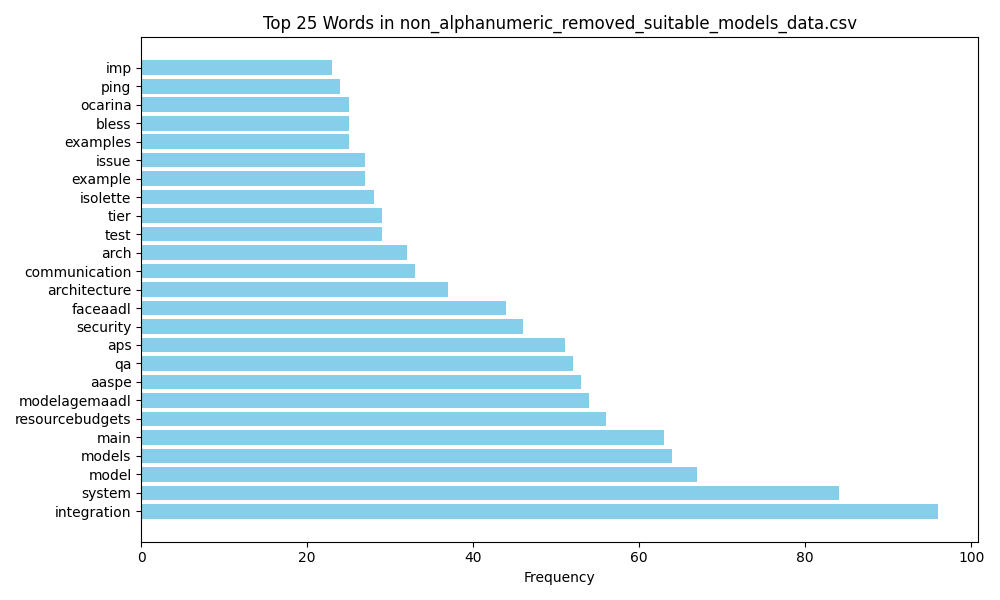 Top 25 Words in non_alphanumeric_removed_suitable_models_data.csv
imp
ping
ocarina
bless
examples
issue
example
isolette
tier
test
arch
communication
architecture
faceaadl
security
aps
qa
aaspe
modelagemaadl
resourcebudgets
main
models
model
system
integration
0 20 40 60 80 100
Frequency